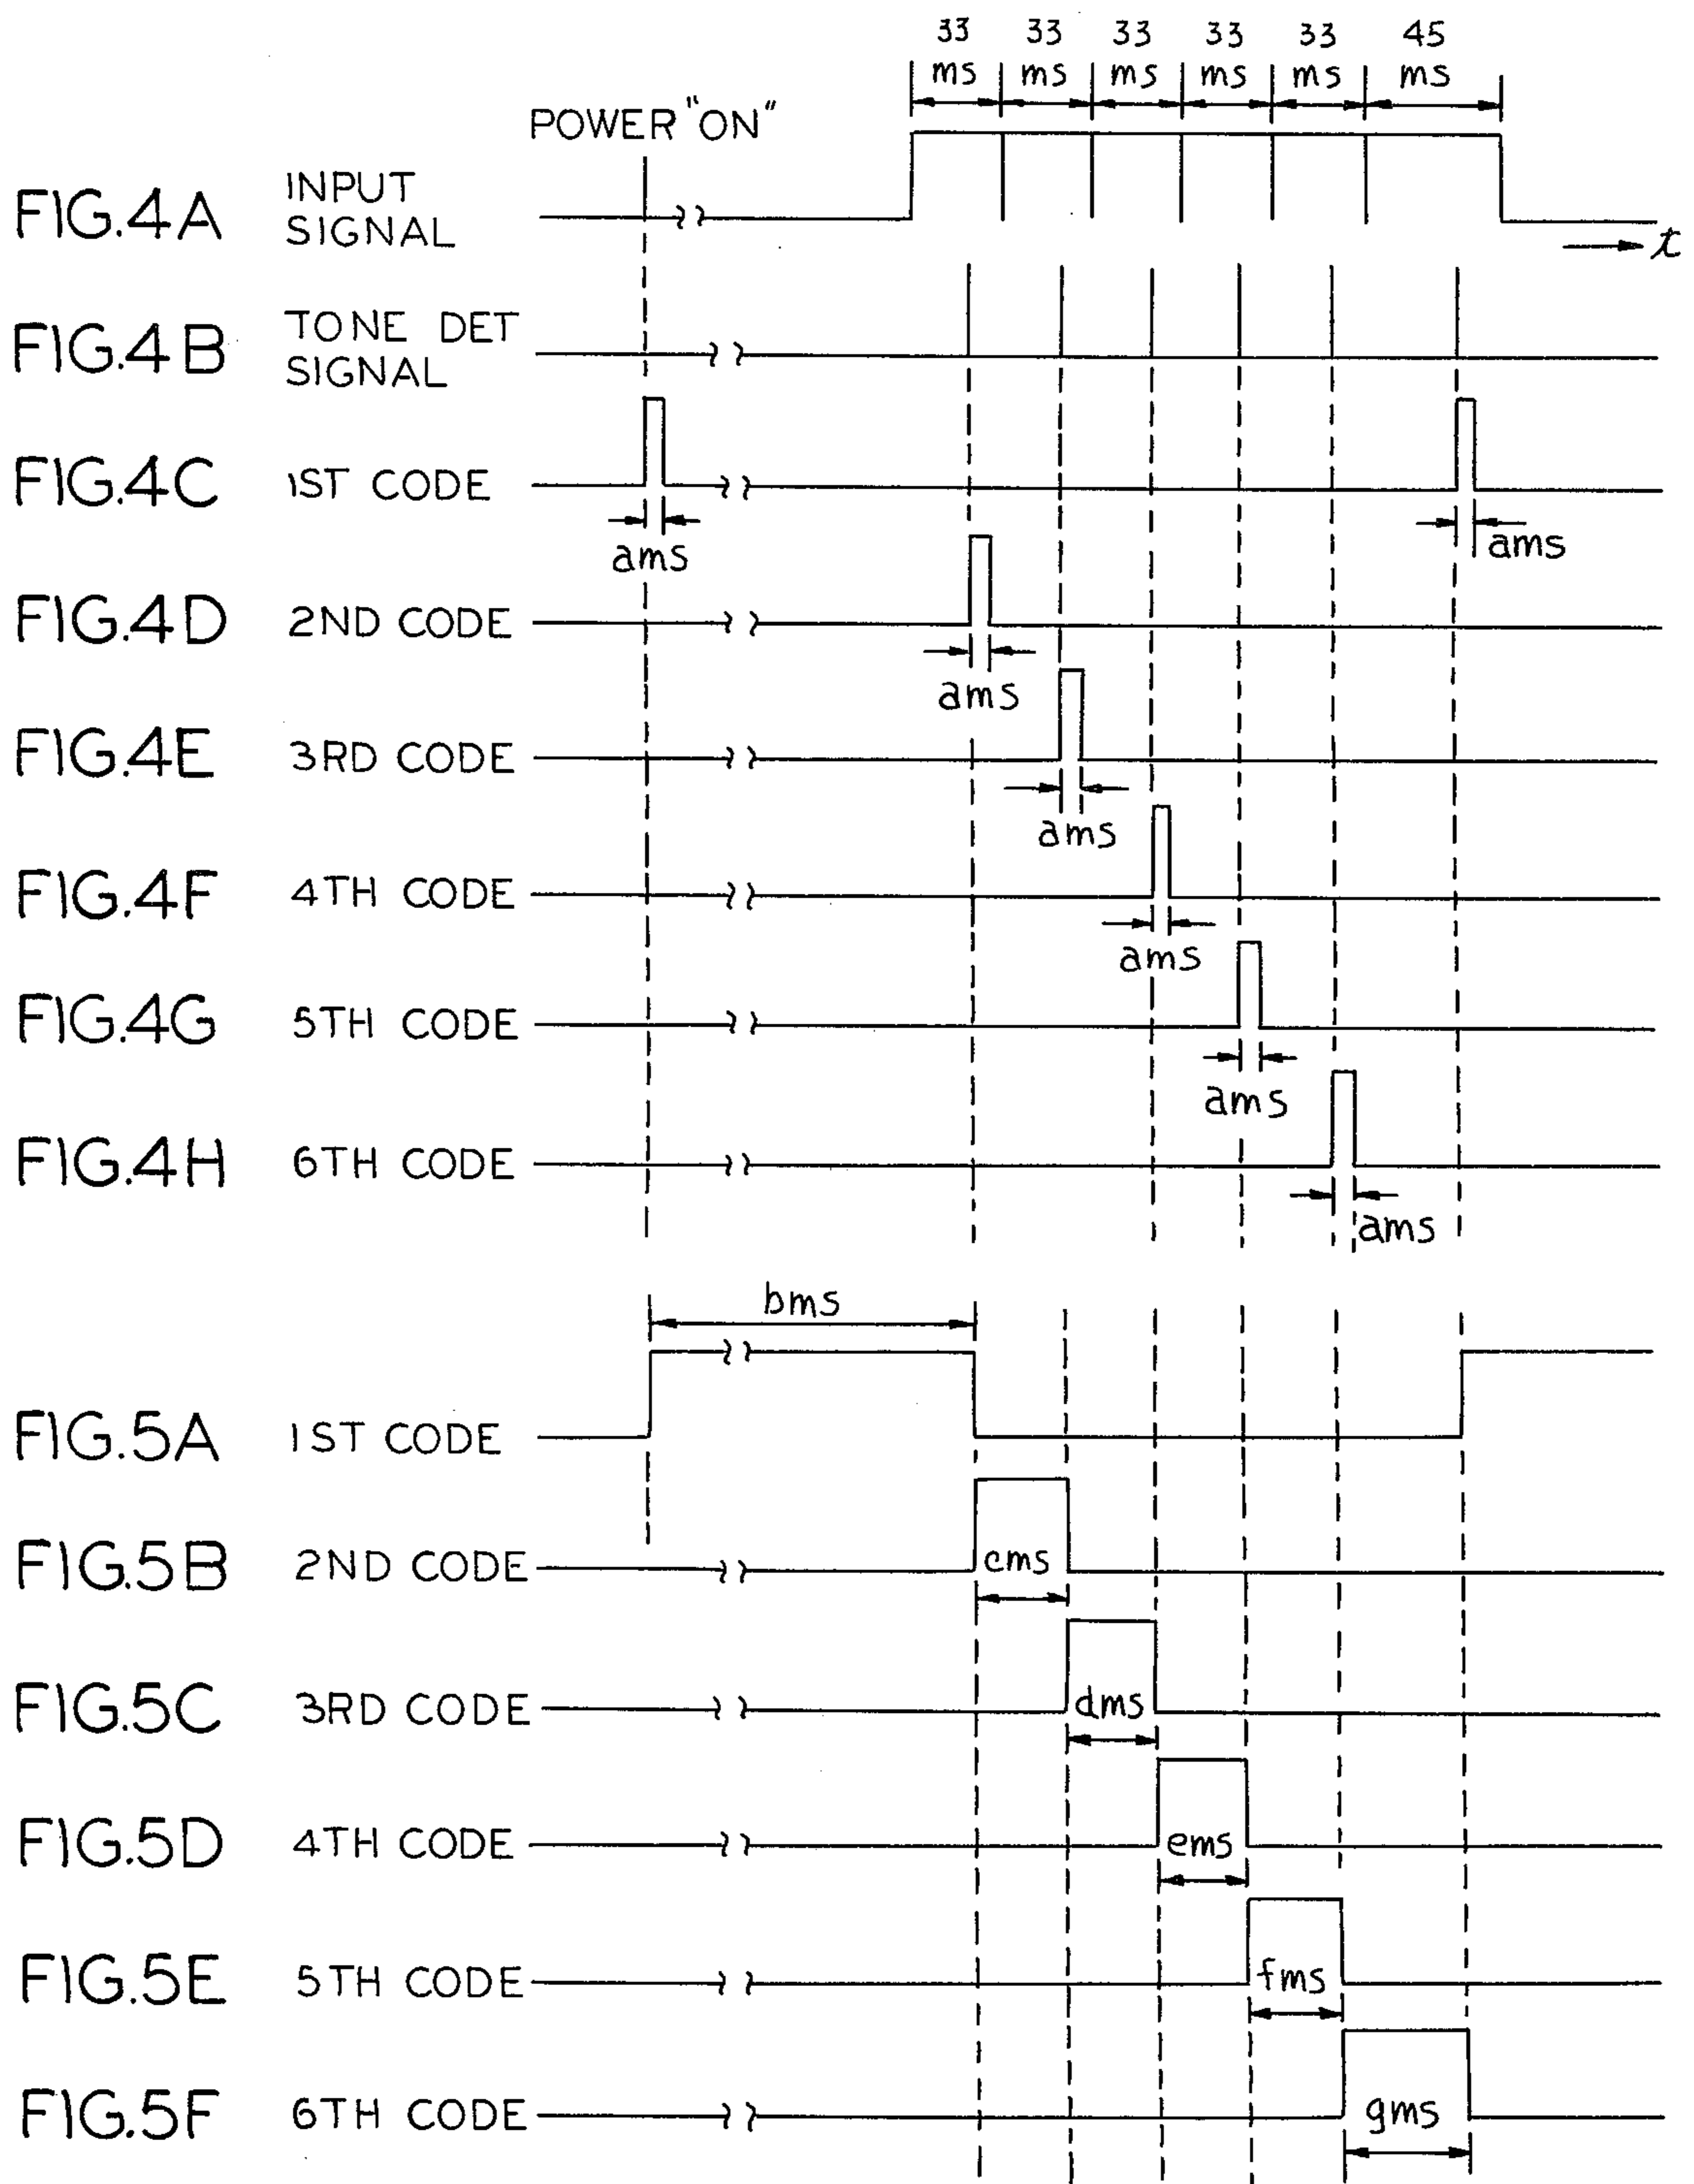 33 33 33 33 33 45
ms ms ms ms ms ms
POWER "ON"
FIG.4A INPUT SIGNAL
t
FIG.4B TONE DET SIGNAL
FIG.4C 1ST CODE
ams ams
FIG.4D 2ND CODE
ams
FIG.4E 3RD CODE
ams
FIG.4F 4TH CODE
ams
FIG.4G 5TH CODE
ams
FIG.4H 6TH CODE
ams
bms
FIG.5A 1ST CODE
FIG.5B 2ND CODE cms
FIG.5C 3RD CODE dms
FIG.5D 4TH CODE ems
FIG.5E 5TH CODE fms
FIG.5F 6TH CODE gms